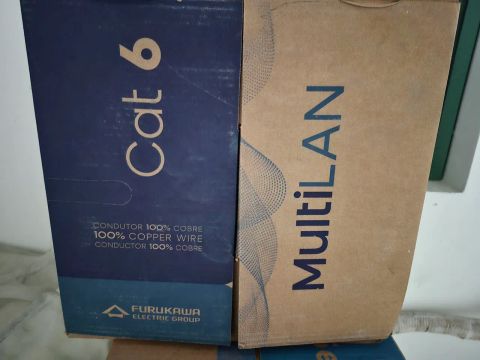 Cat 6
CONDUTOR 100% COBRE
100% COPPER WIRE
CONDUCTOR 100% COBRE
FURUKAWA
ELECTRIC GROUP
MultiLAN